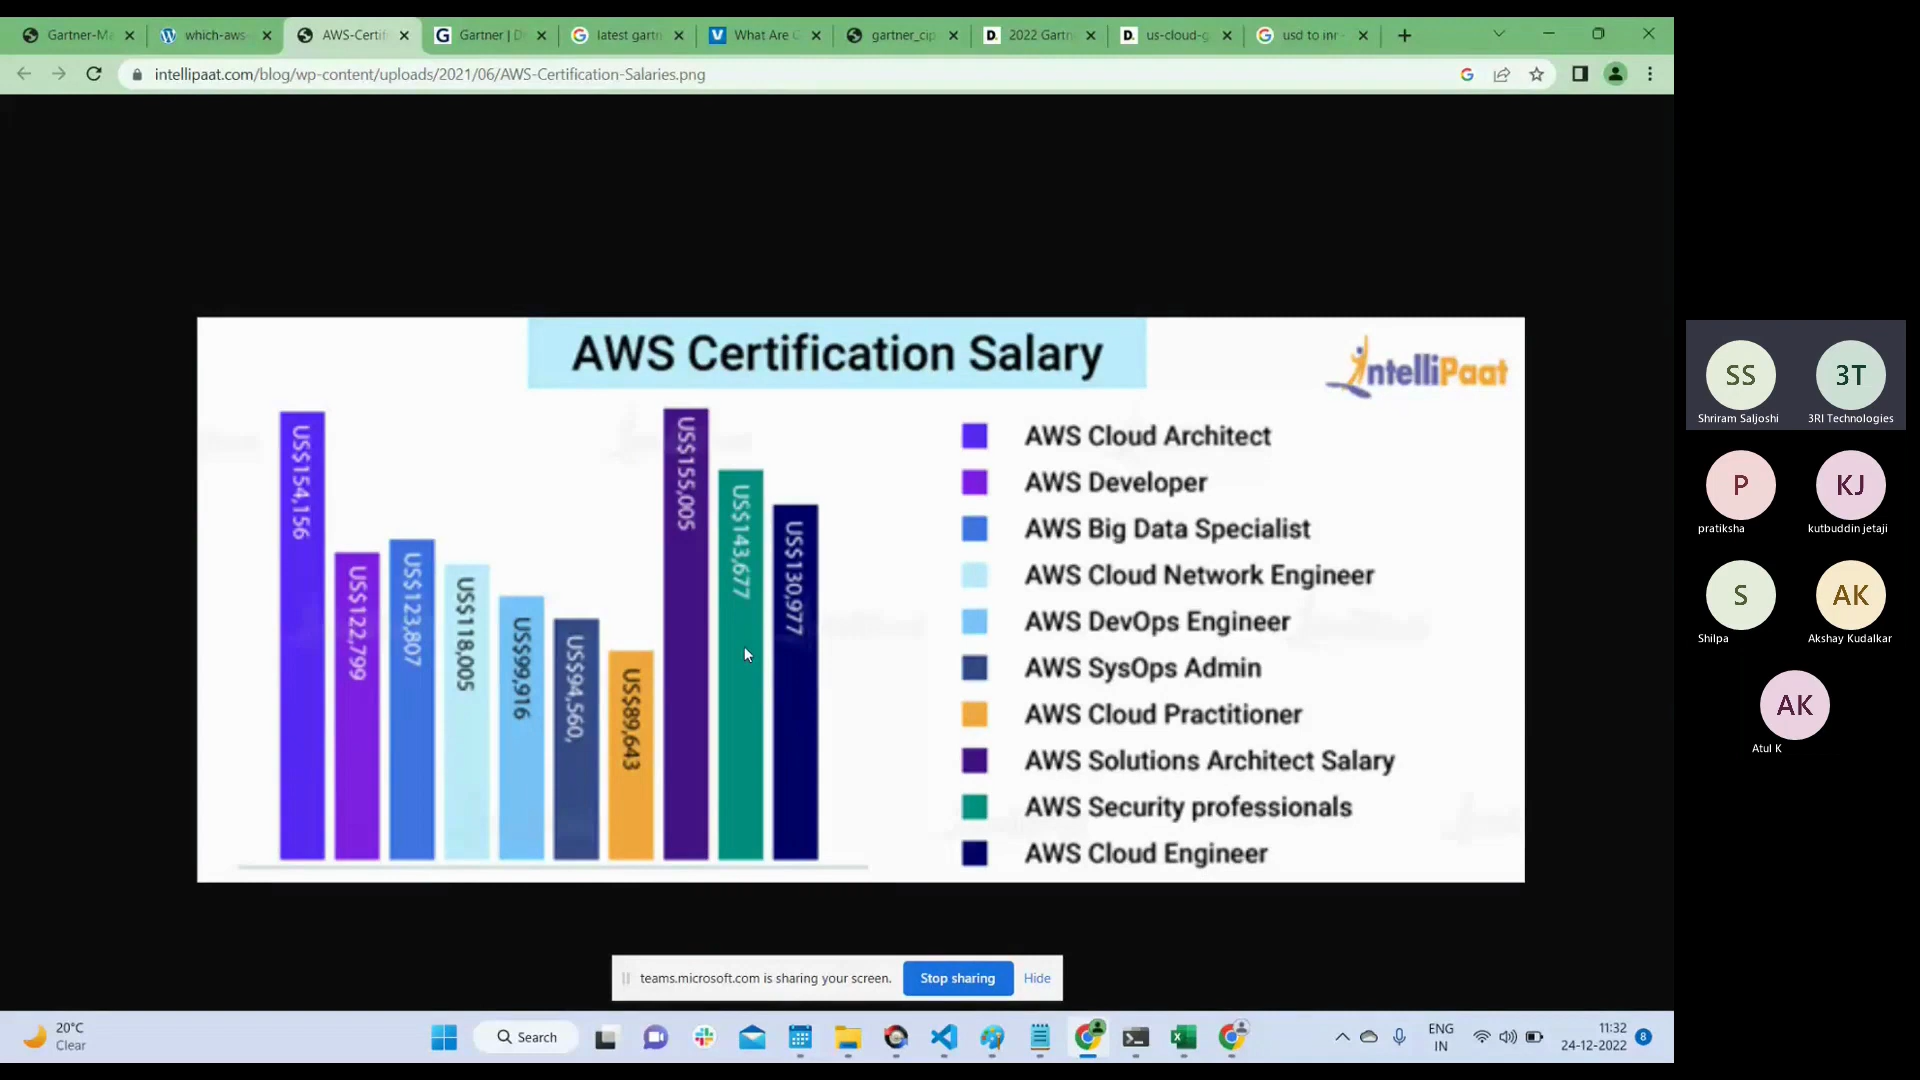 Gartner-Ma
which-aws-
AWS-Certif
Gartner | D
latest gartn
What Are G
gartner_cip
2022 Gartn
us-cloud-g
usd to inr -
intellipaat.com/blog/wp-content/uploads/2021/06/AWS-Certification-Salaries.png
AWS Certification Salary
IntelliPaat
US$154,156
US$122,799
US$123,807
US$118,005
US$99,916
US$94,560,
US$89,643
US$155,005
US$143,677
US$130,977
AWS Cloud Architect
AWS Developer
AWS Big Data Specialist
AWS Cloud Network Engineer
AWS DevOps Engineer
AWS SysOps Admin
AWS Cloud Practitioner
AWS Solutions Architect Salary
AWS Security professionals
AWS Cloud Engineer
SS
Shriram Saljoshi
3T
3RI Technologies
P
pratiksha
KJ
kutbuddin jetaji
S
Shilpa
AK
Akshay Kudalkar
AK
Atul K
teams.microsoft.com is sharing your screen.
Stop sharing
Hide
20°C
Clear
Search
ENG
IN
11:32
24-12-2022
8